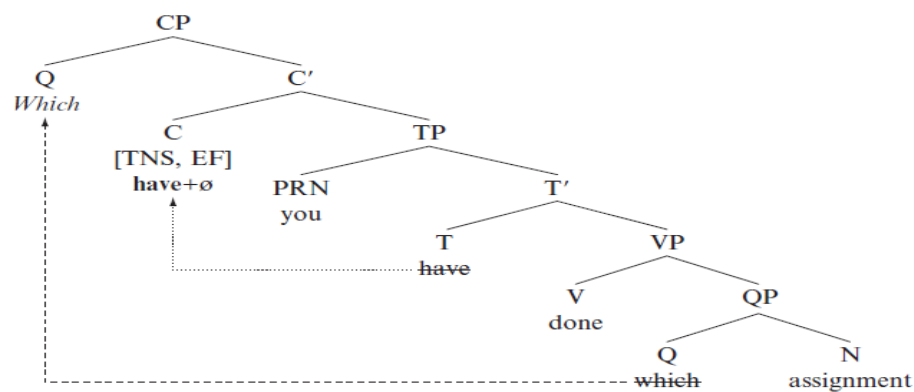 CP
Q C′
Which
C TP
[TNS, EF]
have+ø PRN T′
you
T VP
have
V QP
done
Q N
which assignment